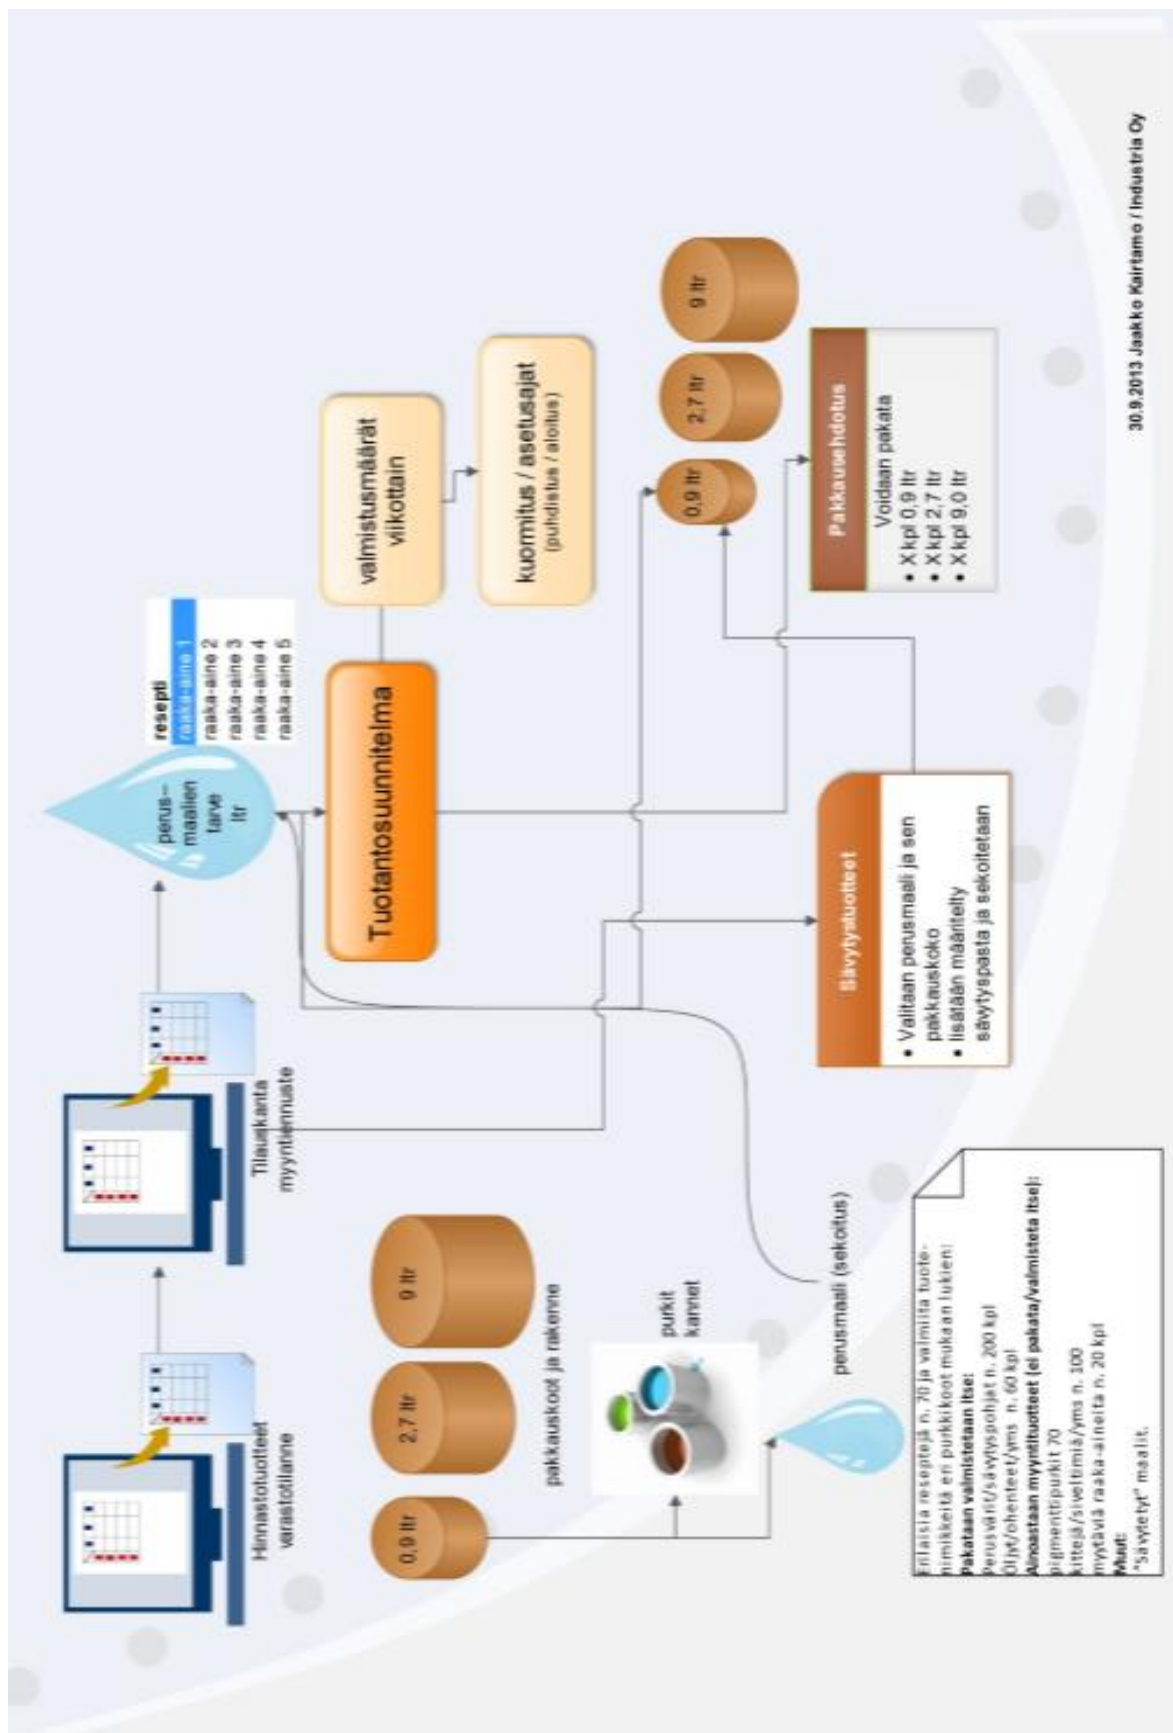 Hinnastotuotteet
varastotilanne
Tilauskanta
myyntiennuste
perus–
maalien
tarve
ltr
resepti
raaka-aine 1
raaka-aine 2
raaka-aine 3
raaka-aine 4
raaka-aine 5
0,9 ltr
2,7 ltr
9 ltr
pakkauskoot ja rakenne
purkit
kannet
perusmaali (sekoitus)
Tuotantosuunnitelma
valmistusmäärät
viikottain
kuormitus / asetusajat
(puhdistus / aloitus)
0,9 ltr
2,7 ltr
9 ltr
Sävytystuotteet
• Valitaan perusmaali ja sen
pakkauskoko
• lisätään määritelty
sävytyspasta ja sekoitetaan
Pakkausehdotus
Voidaan pakata
• X kpl 0,9 ltr
• X kpl 2,7 ltr
• X kpl 9,0 ltr
Erilaisia reseptejä n. 70 ja valmiita tuote-
nimikkeitä eri purkkikoot mukaan lukien:
Pakataan valmistetaan itse:
Perusvärit/sävytyspohjat n. 200 kpl
Öljyt/ohenteet/yms n. 60 kpl
Ainoastaan myyntituotteet (ei pakata/valmisteta itse):
pigmenttipurkit 70
kittejä/siveltimiä/yms n. 100
myytäviä raaka-aineita n. 20 kpl
Muut:
"Sävytetyt" maalit.
30.9.2013 Jaakko Kairtamo / Industria Oy